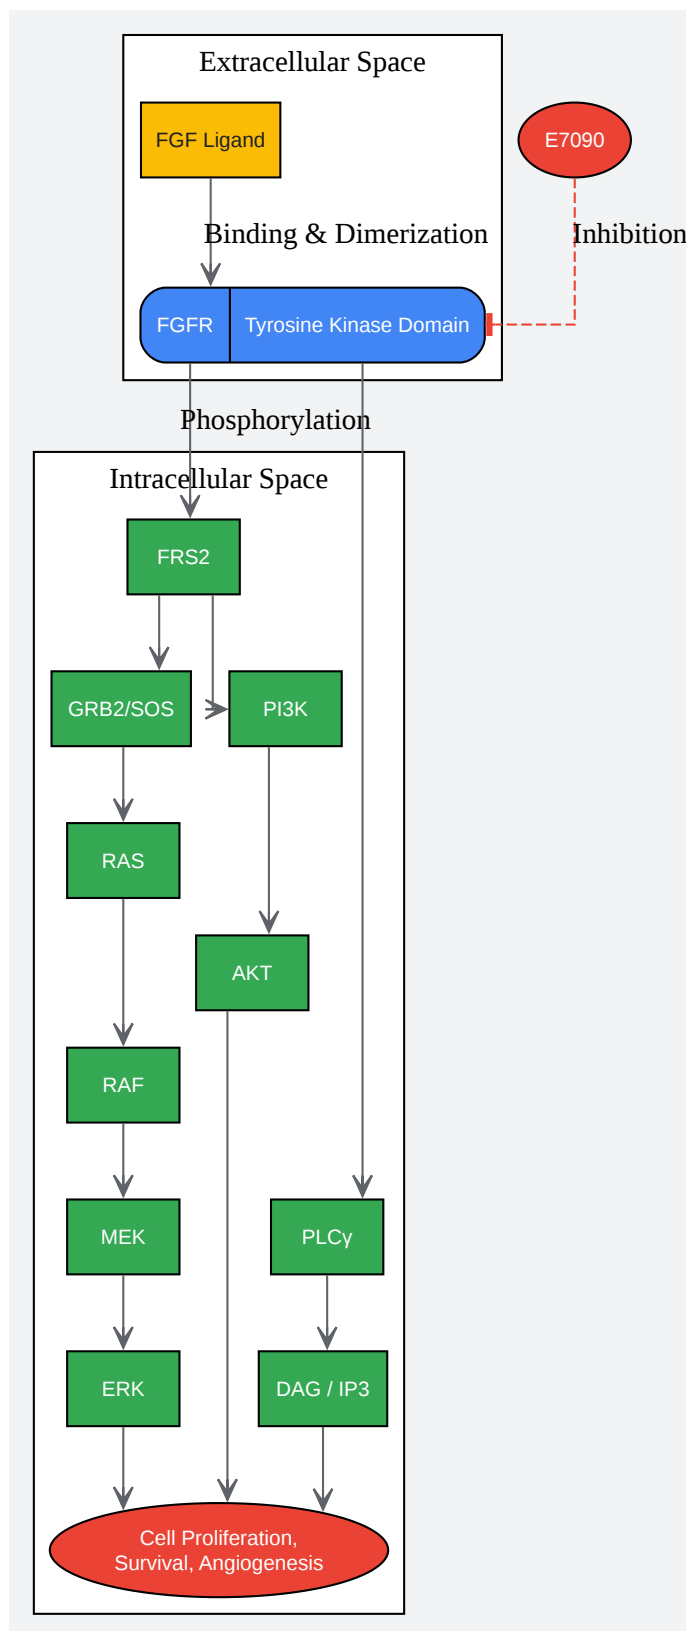 Extracellular Space
FGF Ligand
E7090
Binding & Dimerization
Inhibition
FGFR
Tyrosine Kinase Domain
Phosphorylation
Intracellular Space
FRS2
GRB2/SOS
PI3K
RAS
AKT
RAF
MEK
PLCγ
ERK
DAG / IP3
Cell Proliferation,
Survival, Angiogenesis